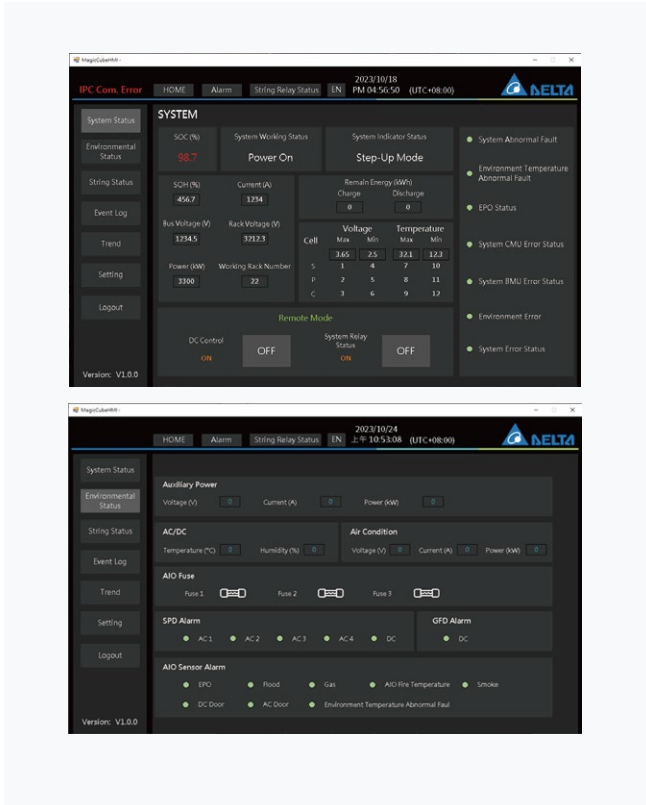 MagicCubeHMI -
2023/10/18
IPC Com. Error HOME Alarm String Relay Status EN PM 04:56:50 (UTC+08:00) DELTA
System Status
Environmental
Status
String Status
Event Log
Trend
Setting
Logout
Version: V1.0.0
SYSTEM
SOC (%) System Working Status System Indicator Status
98.7 Power On Step-Up Mode
SOH (%) Current (A)
456.7 1234
Bus Voltage (V) Rack Voltage (V)
1234.5 3212.3
Power (kW) Working Rack Number
3300 22
Remain Energy (kWh)
Charge Discharge
0 0
Voltage Temperature
Cell Max Min Max Min
3.65 2.5 32.1 12.3
S 1 4 7 10
P 2 5 8 11
C 3 6 9 12
Remote Mode
DC Control
ON
OFF
System Relay
Status
ON
OFF
System Abnormal Fault
Environment Temperature
Abnormal Fault
EPO Status
System CMU Error Status
System BMU Error Status
Environment Error
System Error Status
MagicCubeHMI -
2023/10/24
HOME Alarm String Relay Status EN 上午 10:53:08 (UTC+08:00) DELTA
System Status
Environmental
Status
String Status
Event Log
Trend
Setting
Logout
Version: V1.0.0
Auxiliary Power
Voltage (V) 0 Current (A) 0 Power (kW) 0
AC/DC
Temperature (°C) 0 Humidity (%) 0
Air Condition
Voltage (V) 0 Current (A) 0 Power (kW) 0
AIO Fuse
Fuse 1 Fuse 2 Fuse 3
SPD Alarm
AC 1 AC 2 AC 3 AC 4 DC
GFD Alarm
DC
AIO Sensor Alarm
EPO Flood Gas AIO Fire Temperature Smoke
DC Door AC Door Environment Temperature Abnormal Faul